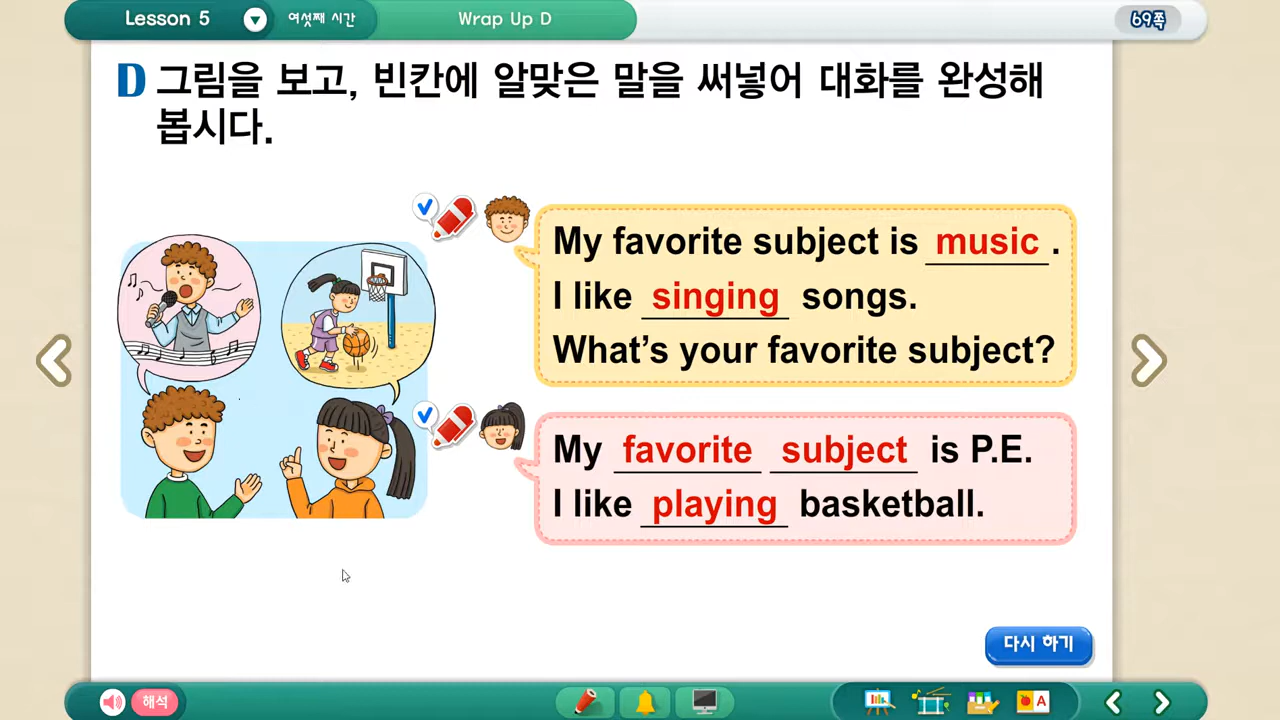 Lesson 5 여섯째 시간 Wrap Up D 69쪽
D 그림을 보고, 빈칸에 알맞은 말을 써넣어 대화를 완성해
봅시다.
My favorite subject is music .
I like singing songs.
What's your favorite subject?
My favorite subject is P.E.
I like playing basketball.
다시 하기
해석
A